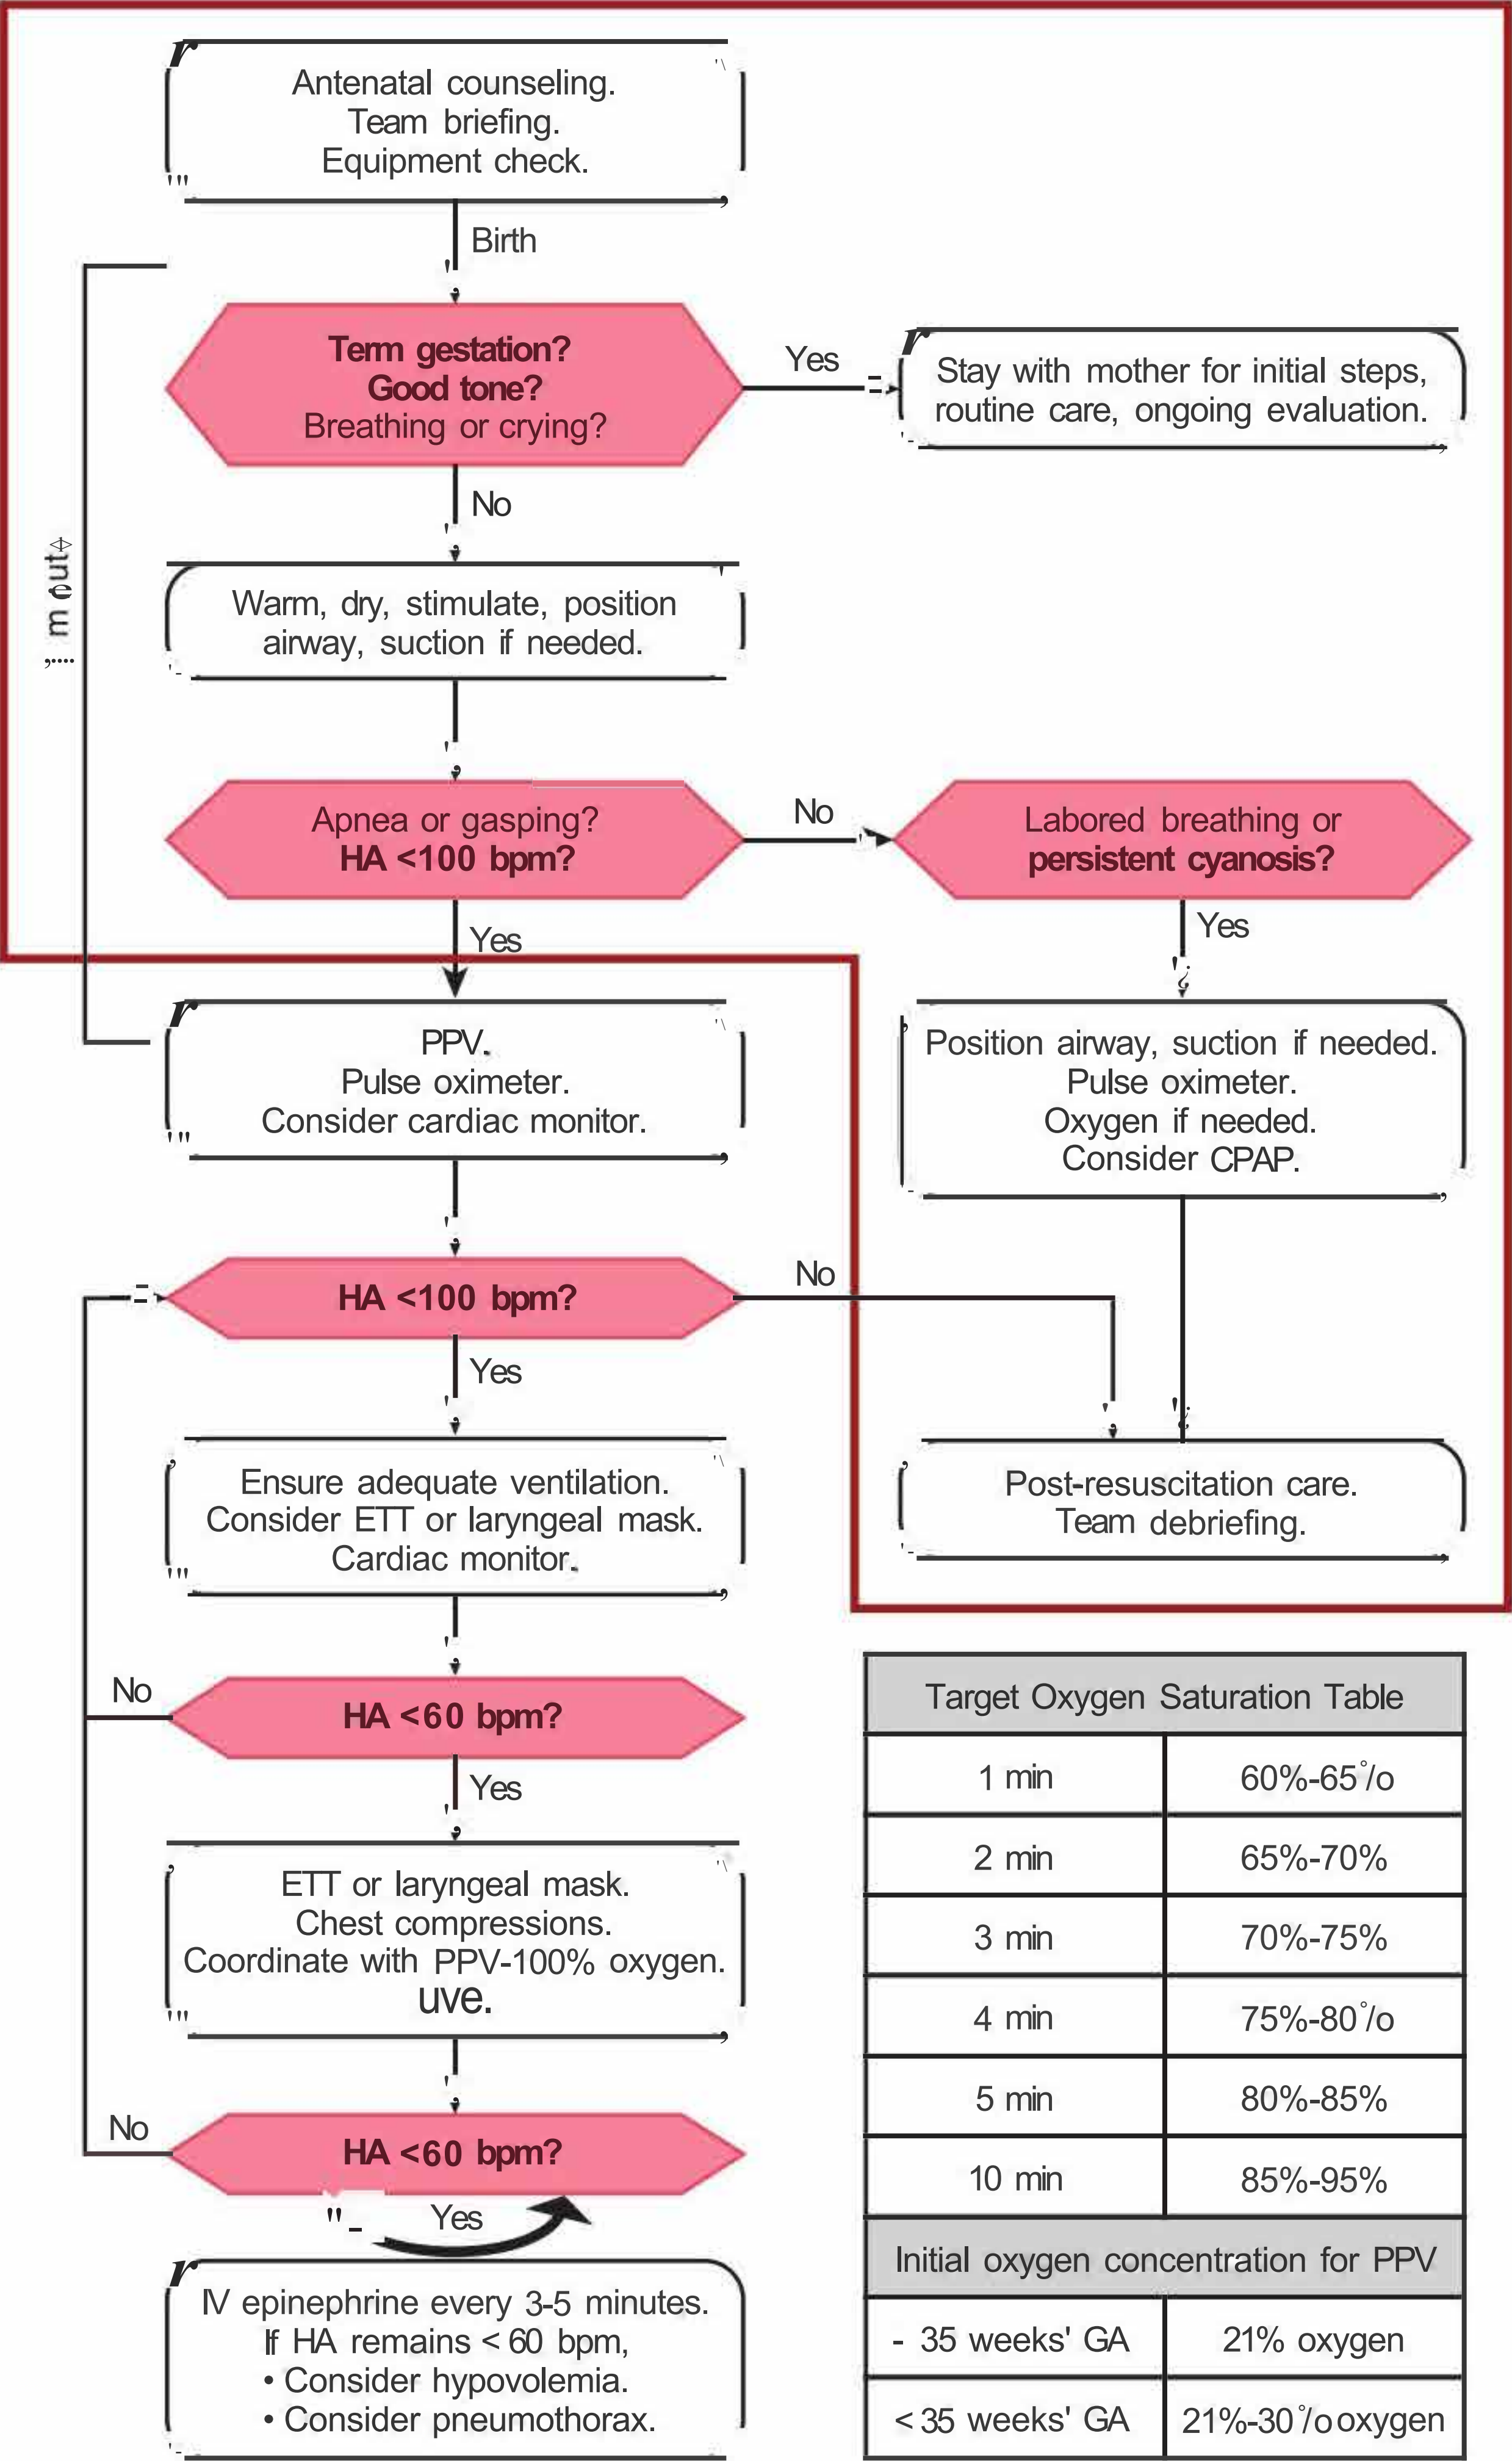 Antenatal counseling.
Team briefing.
Equipment check.
Birth
Term gestation?
Good tone?
Breathing or crying?
Yes
Stay with mother for initial steps,
routine care, ongoing evaluation.
No
Warm, dry, stimulate, position
airway, suction if needed.
Apnea or gasping?
HA <100 bpm?
No
Labored breathing or
persistent cyanosis?
Yes
Yes
PPV.
Pulse oximeter.
Consider cardiac monitor.
Position airway, suction if needed.
Pulse oximeter.
Oxygen if needed.
Consider CPAP.
HA <100 bpm?
No
Yes
Ensure adequate ventilation.
Consider ETT or laryngeal mask.
Cardiac monitor.
Post-resuscitation care.
Team debriefing.
HA <60 bpm?
No
Yes
ETT or laryngeal mask.
Chest compressions.
Coordinate with PPV-100% oxygen.
uve.
HA <60 bpm?
No
Yes
IV epinephrine every 3-5 minutes.
If HA remains < 60 bpm,
• Consider hypovolemia.
• Consider pneumothorax.
Target Oxygen Saturation Table
1 min 60%-65%
2 min 65%-70%
3 min 70%-75%
4 min 75%-80%
5 min 80%-85%
10 min 85%-95%
Initial oxygen concentration for PPV
- 35 weeks' GA 21% oxygen
< 35 weeks' GA 21%-30% oxygen